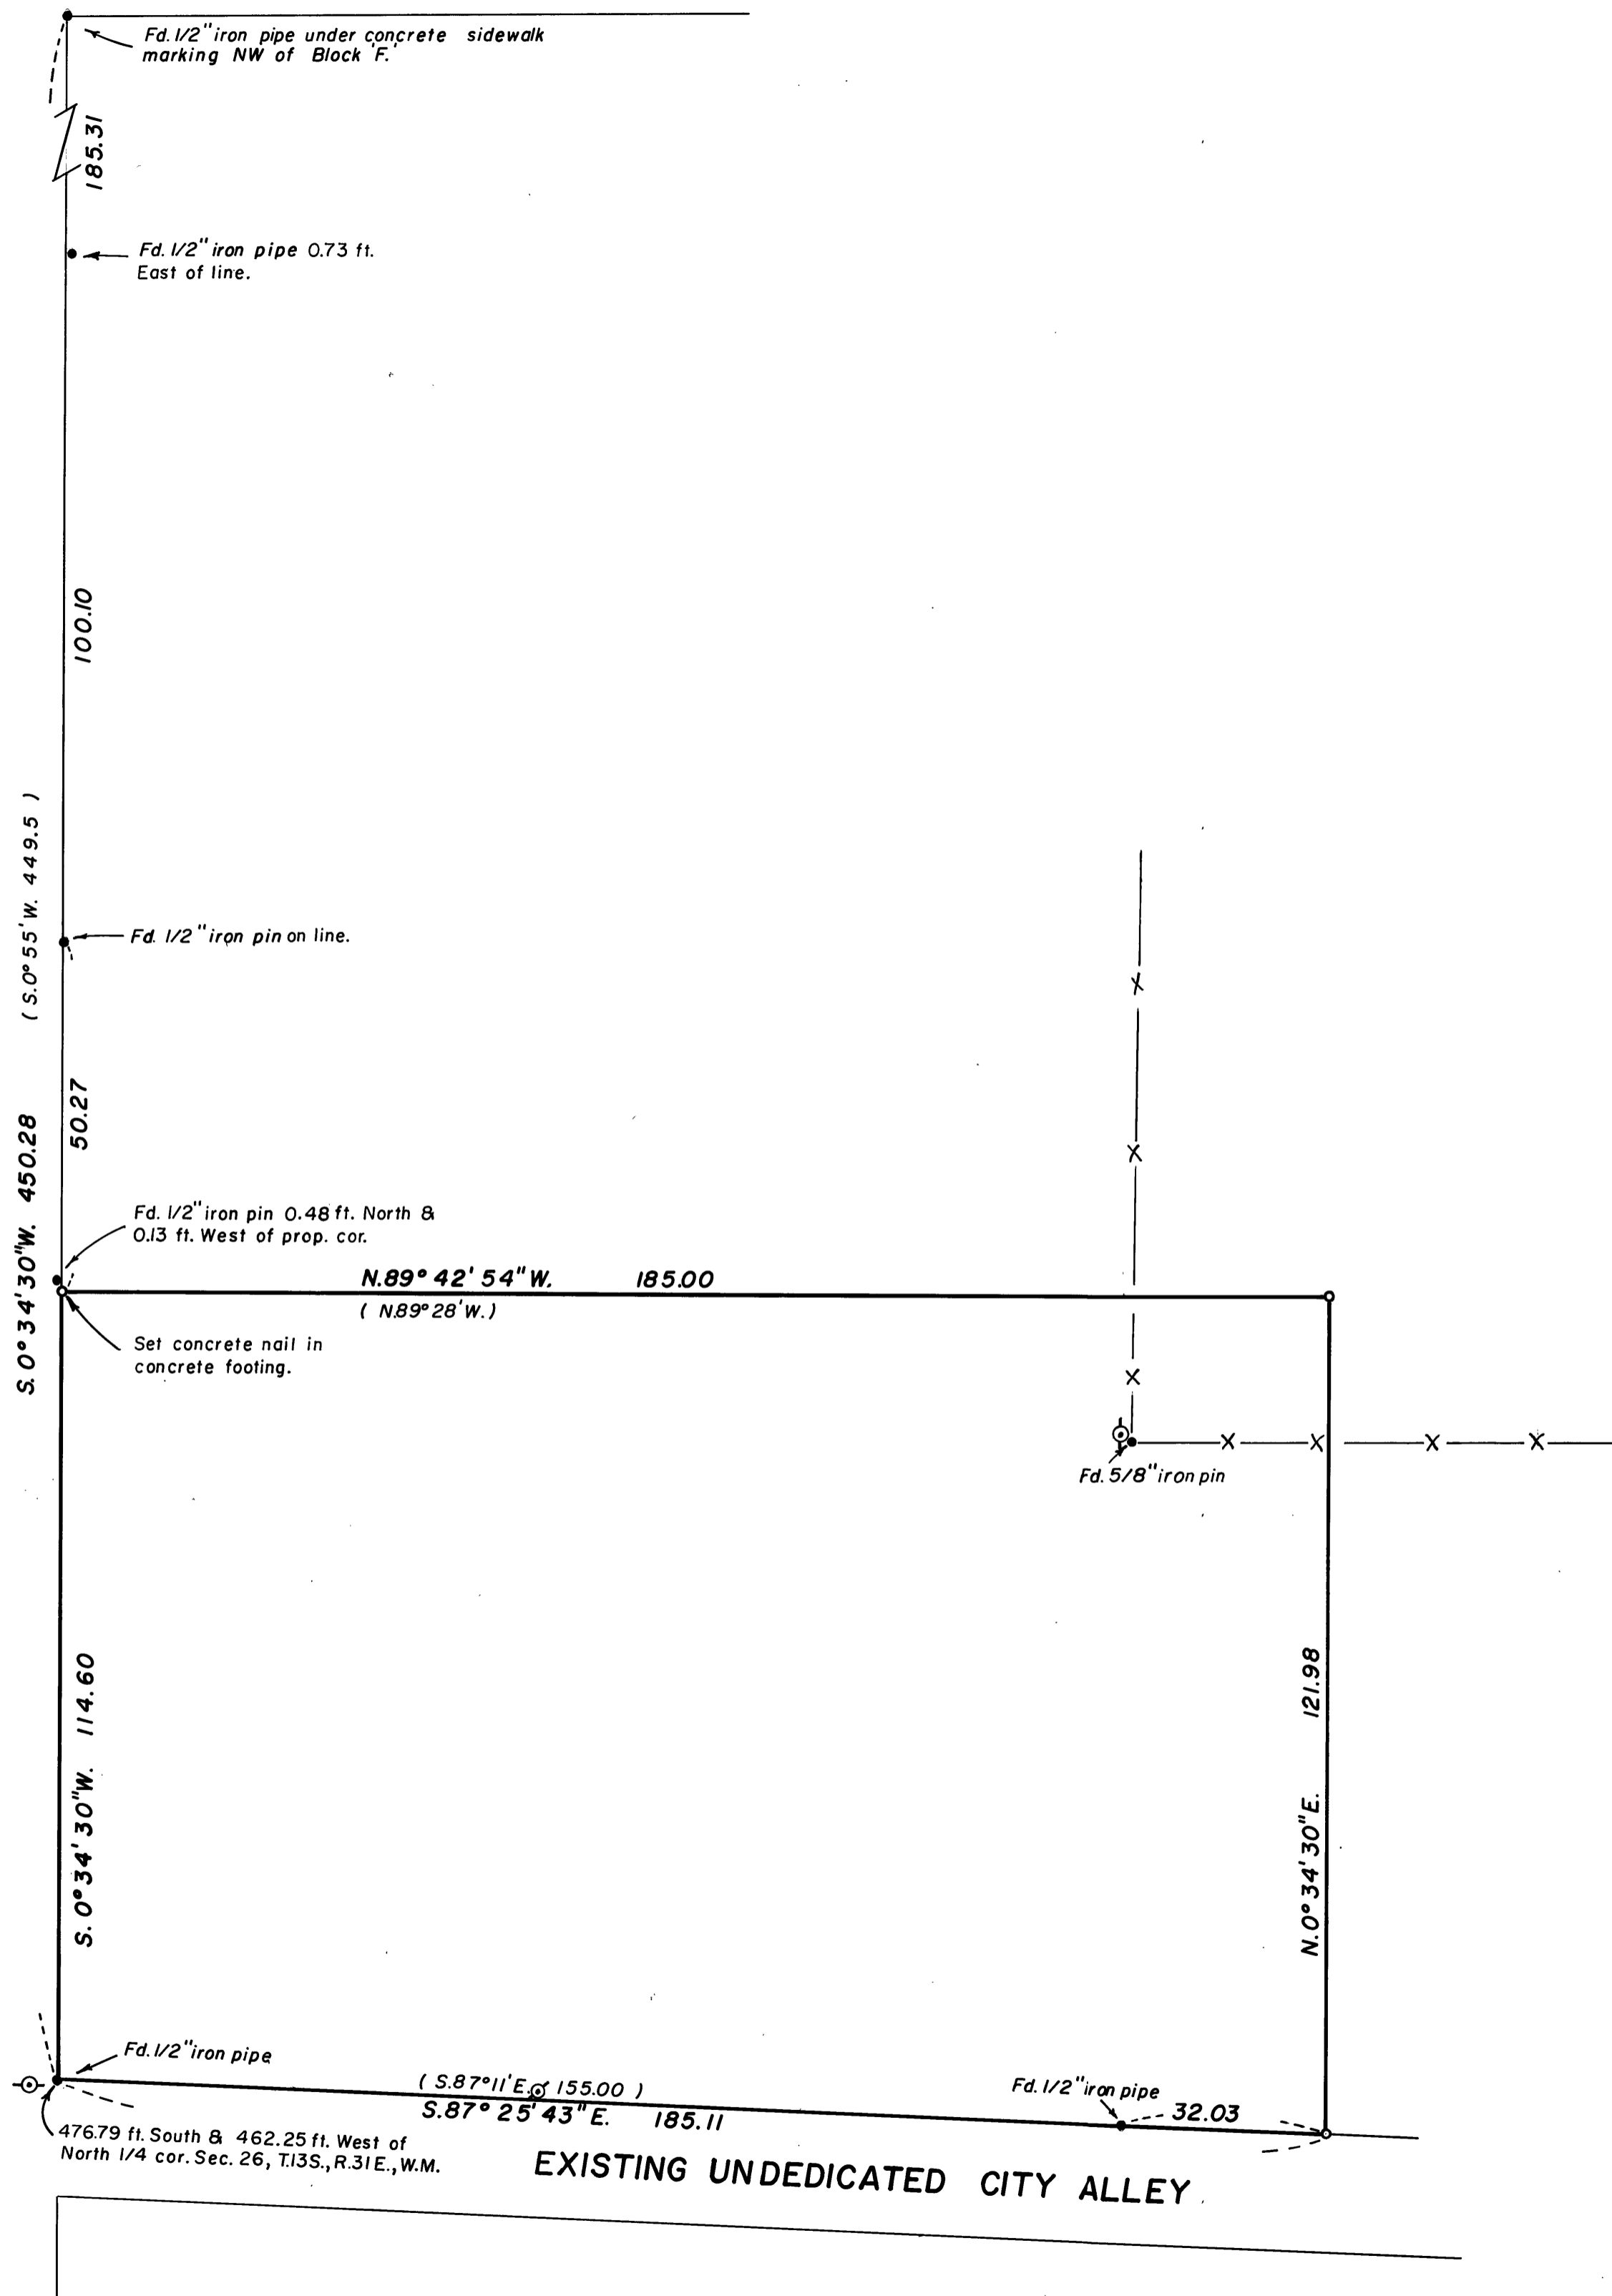 Fd. 1/2" iron pipe under concrete sidewalk
marking NW of Block 'F.'
185.31
Fd. 1/2" iron pipe 0.73 ft.
East of line.
100.10
( S.0° 55' W. 449.5 )
Fd. 1/2" iron pin on line.
50.27
S. 0° 34' 30" W. 450.28
Fd. 1/2" iron pin 0.48 ft. North &
0.13 ft. West of prop. cor.
N. 89° 42' 54" W. 185.00
( N.89° 28' W. )
Set concrete nail in
concrete footing.
Fd. 5/8" iron pin
S. 0° 34' 30" W. 114.60
N. 0° 34' 30" E. 121.98
Fd. 1/2" iron pipe
( S.87° 11' E. 155.00 )
S.87° 25' 43" E. 185.11
Fd. 1/2" iron pipe
32.03
476.79 ft. South & 462.25 ft. West of
North 1/4 cor. Sec. 26, T.13S., R.31E., W.M.
EXISTING UNDEDICATED CITY ALLEY